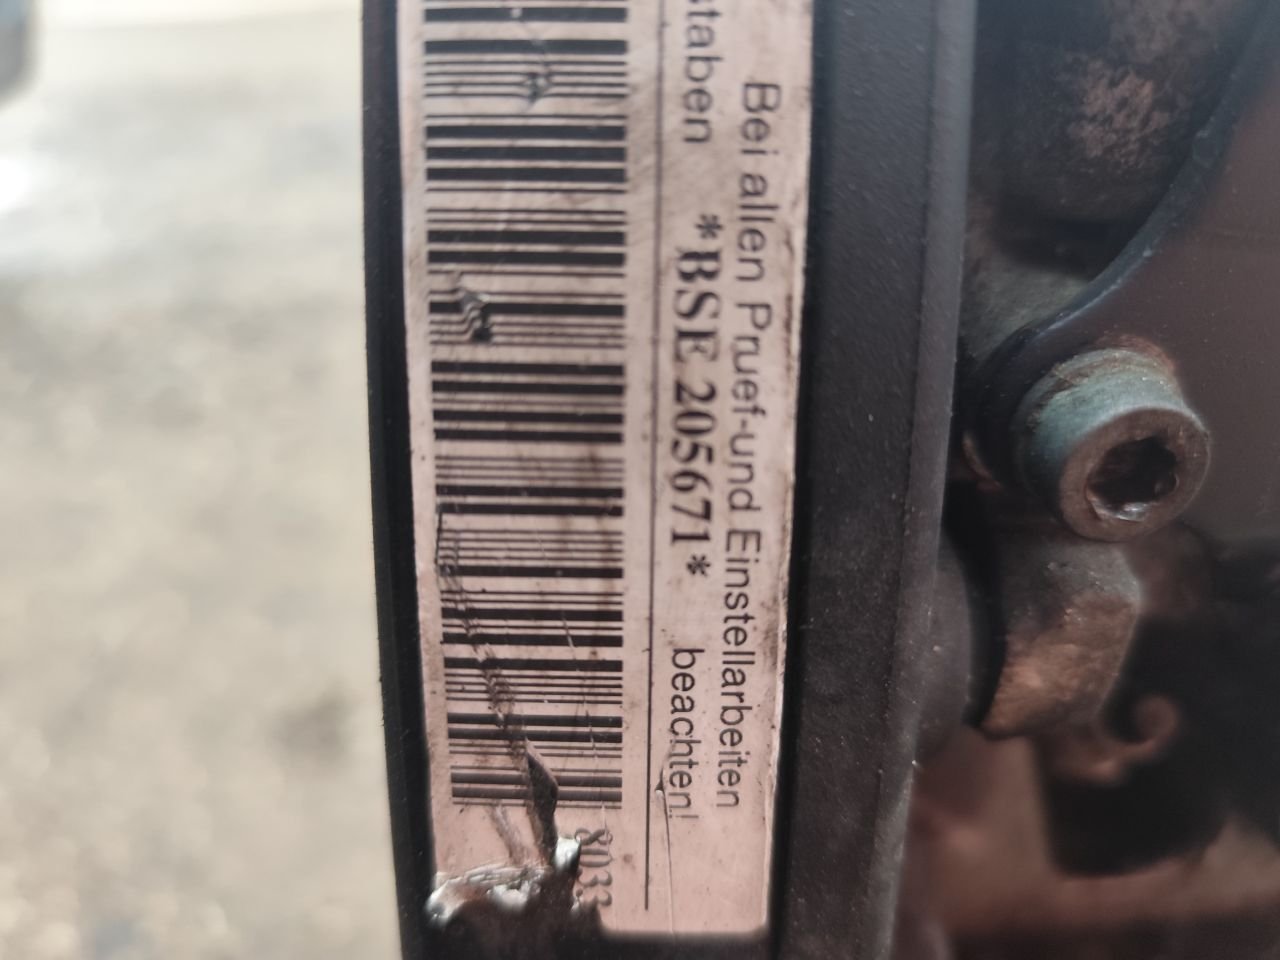 Bei allen Pruef-und Einstellarbeiten
staben *BSE 205671* beachten!
8033